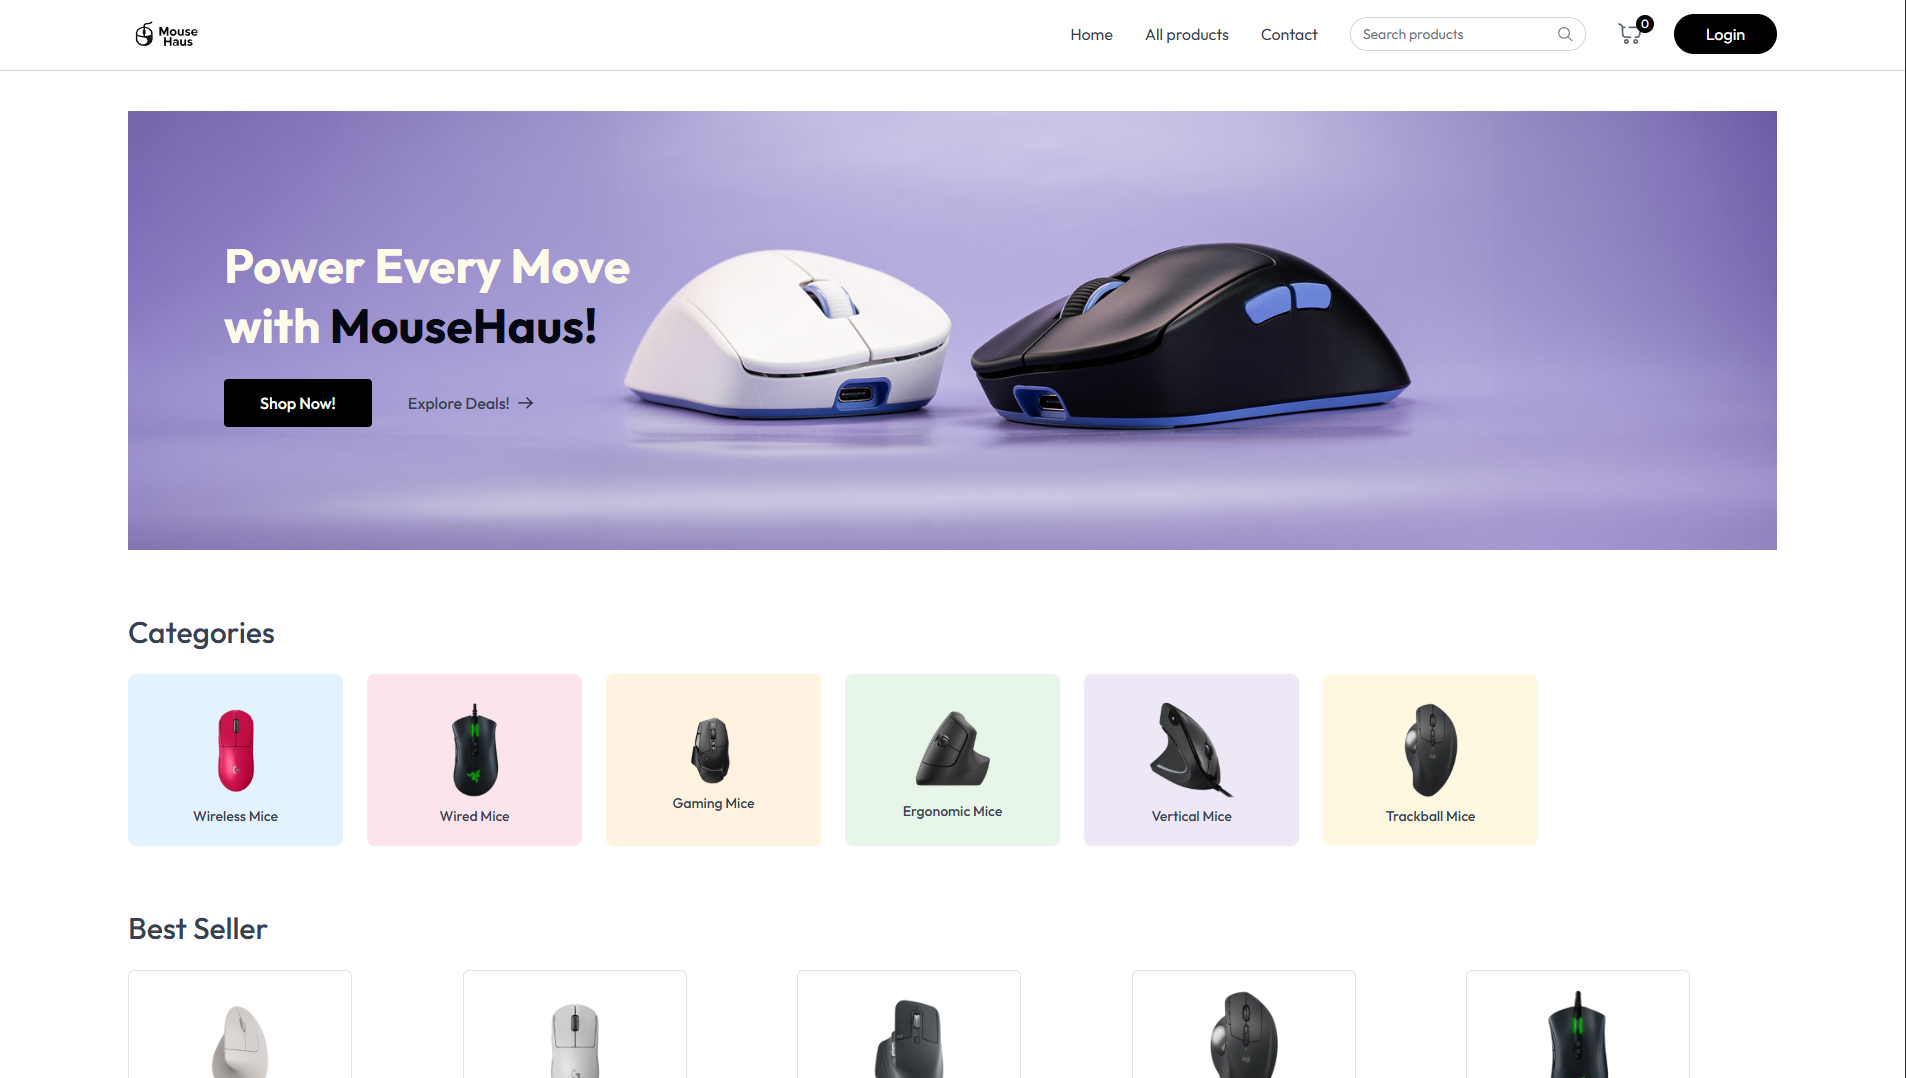 Mouse
Haus
Home
All products
Contact
Search products
0
Login
Power Every Move
with MouseHaus!
Shop Now!
Explore Deals! →
Categories
Wireless Mice
Wired Mice
Gaming Mice
Ergonomic Mice
Vertical Mice
Trackball Mice
Best Seller